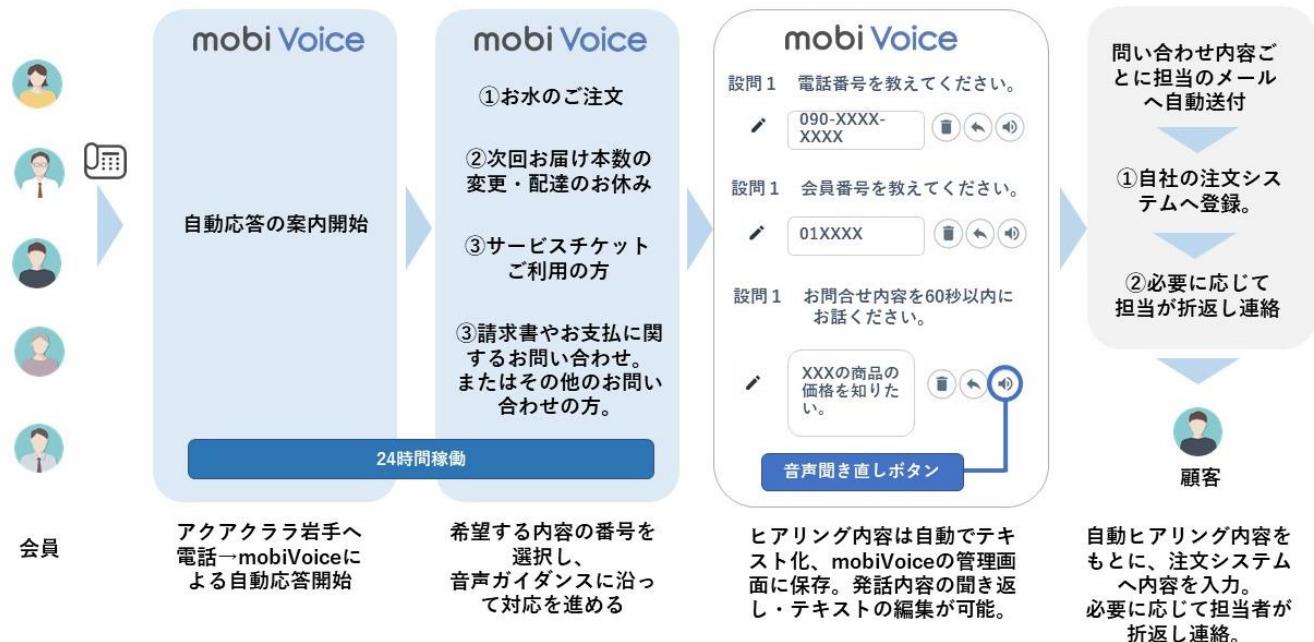 mobi Voice
自動応答の案内開始
mobi Voice
①お水のご注文
②次回お届け本数の
変更・配達のお休み
③サービスチケット
ご利用の方
③請求書やお支払に関
するお問い合わせ。
またはその他のお問い
合わせの方。
24時間稼働
mobi Voice
設問1 電話番号を教えてください。
090-XXXX-
XXXX
設問1 会員番号を教えてください。
01XXXX
設問1 お問合せ内容を60秒以内に
お話ください。
XXXの商品の
価格を知りた
い。
音声聞き直しボタン
問い合わせ内容ご
とに担当のメール
へ自動送付
①自社の注文シス
テムへ登録。
②必要に応じて
担当が折返し連絡
顧客
会員
アクアクララ岩手へ
電話→mobiVoiceに
よる自動応答開始
希望する内容の番号を
選択し、
音声ガイダンスに沿っ
て対応を進める
ヒアリング内容は自動でテキ
スト化、mobiVoiceの管理画
面に保存。発話内容の聞き返
し・テキストの編集が可能。
自動ヒアリング内容を
もとに、注文システム
へ内容を入力。
必要に応じて担当者が
折返し連絡。